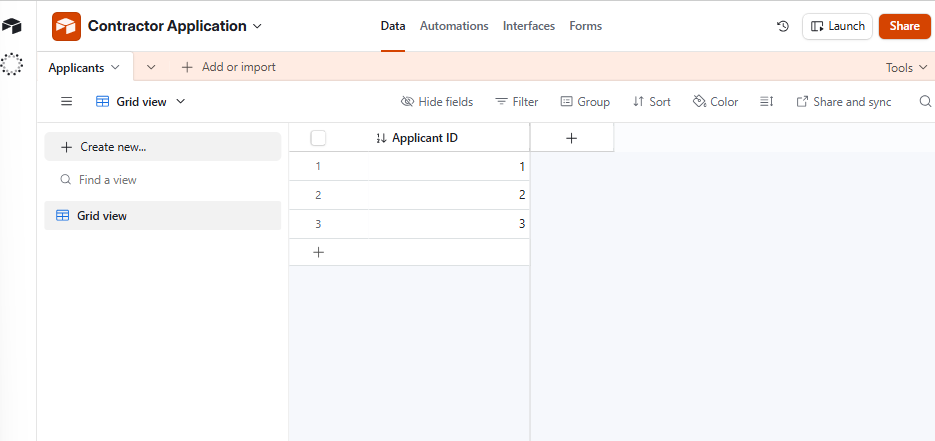 Contractor Application
Data Automations Interfaces Forms
Launch
Share
Applicants
Add or import
Tools
Grid view
Hide fields Filter Group Sort Color Share and sync
Create new...
Find a view
Grid view
Applicant ID
1 1
2 2
3 3